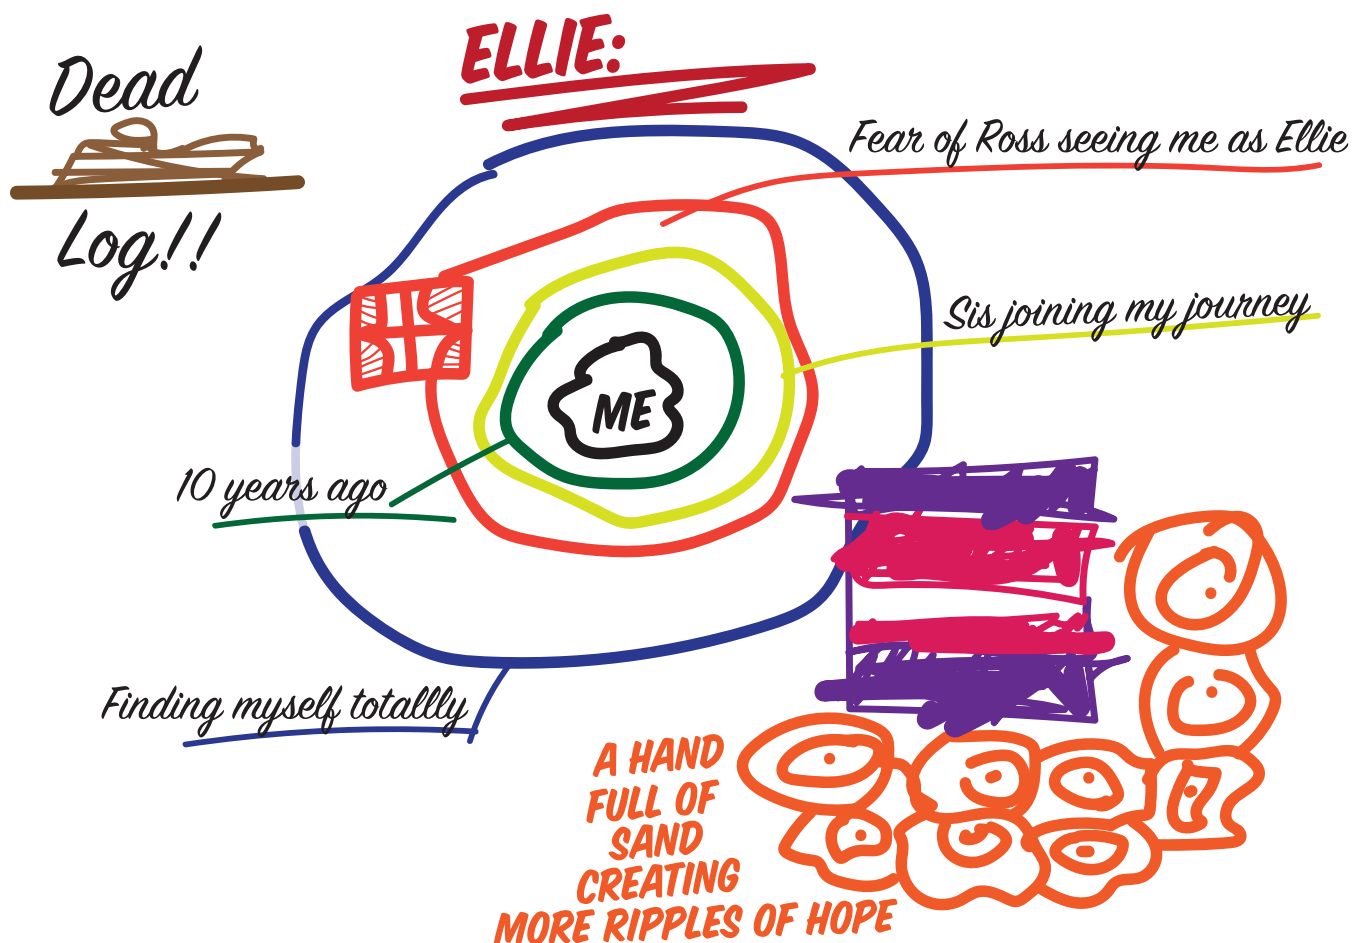 ELLIE:
Dead
Log!!
Fear of Ross seeing me as Ellie
Sis joining my journey
ME
10 years ago
Finding myself totallly
A HAND
FULL OF
SAND
CREATING
MORE RIPPLES OF HOPE